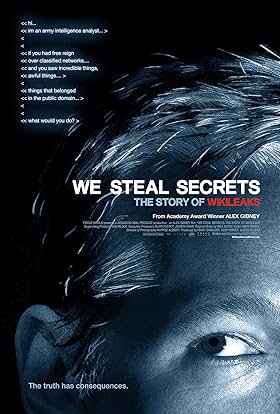 << hi...
<< im an army intelligence analyst... >>
<
<< if you had free reign
<< over classified networks....
<< and you saw incredible things,
<< awful things.... >>
<
<< things that belonged
<< in the public domain... >>
<
<< what would you do? >>
<
WE STEAL SECRETS
THE STORY OF WIKILEAKS
From Academy Award Winner ALEX GIBNEY
The truth has consequences.